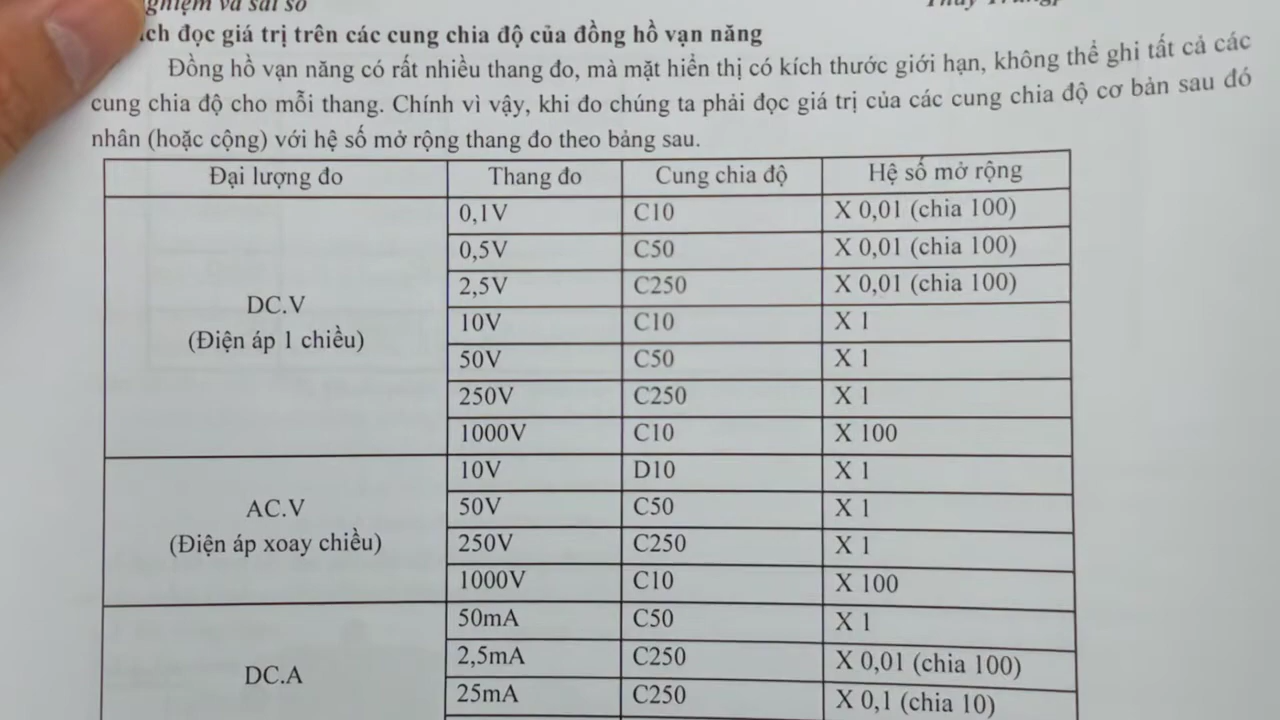 nghiệm và sai số
đọc giá trị trên các cung chia độ của đồng hồ vạn năng
Đồng hồ vạn năng có rất nhiều thang đo, mà mặt hiển thị có kích thước giới hạn, không thể ghi tất cả các
cung chia độ cho mỗi thang. Chính vì vậy, khi đo chúng ta phải đọc giá trị của các cung chia độ cơ bản sau đó
nhân (hoặc cộng) với hệ số mở rộng thang đo theo bảng sau.
Đại lượng đo Thang đo Cung chia độ Hệ số mở rộng
DC.V
(Điện áp 1 chiều)
0,1V C10 X 0,01 (chia 100)
0,5V C50 X 0,01 (chia 100)
2,5V C250 X 0,01 (chia 100)
10V C10 X 1
50V C50 X 1
250V C250 X 1
1000V C10 X 100
AC.V
(Điện áp xoay chiều)
10V D10 X 1
50V C50 X 1
250V C250 X 1
1000V C10 X 100
DC.A
50mA C50 X 1
2,5mA C250 X 0,01 (chia 100)
25mA C250 X 0,1 (chia 10)